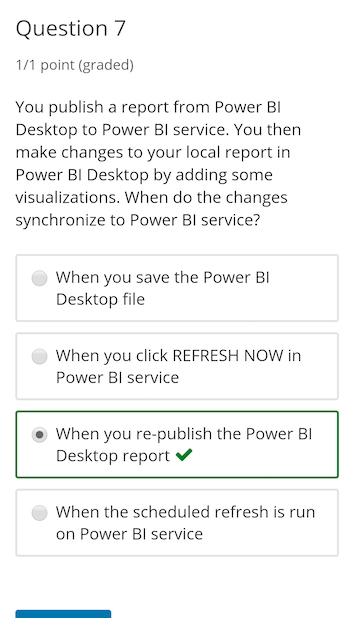 Question 7
1/1 point (graded)
You publish a report from Power BI
Desktop to Power BI service. You then
make changes to your local report in
Power BI Desktop by adding some
visualizations. When do the changes
synchronize to Power BI service?
When you save the Power BI
Desktop file
When you click REFRESH NOW in
Power BI service
When you re-publish the Power BI
Desktop report
When the scheduled refresh is run
on Power BI service